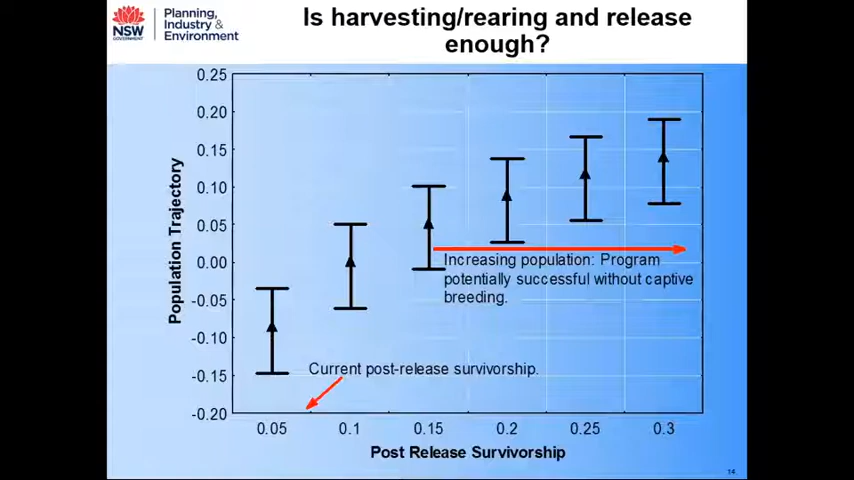 NSW
GOVERNMENT
Planning,
Industry &
Environment
Is harvesting/rearing and release
enough?
Population Trajectory
0.25
0.20
0.15
0.10
0.05
0.00
-0.05
-0.10
-0.15
-0.20
Increasing population: Program
potentially successful without captive
breeding.
Current post-release survivorship.
0.05 0.1 0.15 0.2 0.25 0.3
Post Release Survivorship
14